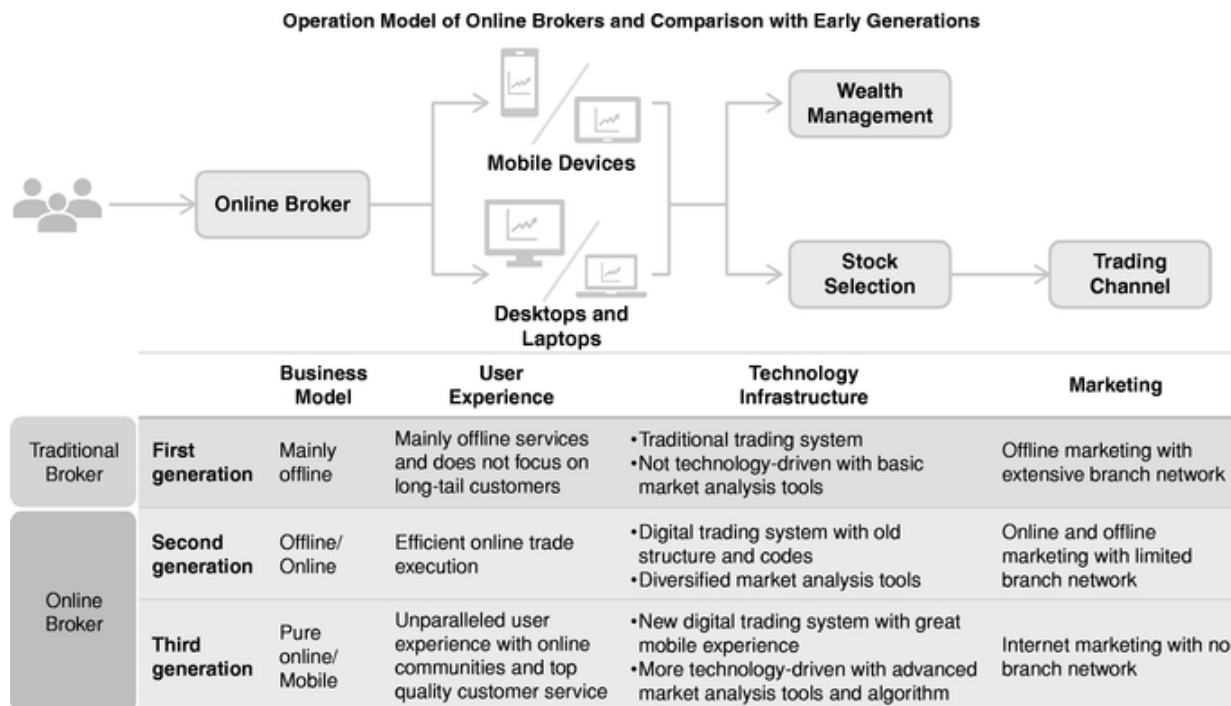 Operation Model of Online Brokers and Comparison with Early Generations
Wealth
Management
Mobile Devices
Online Broker
Stock
Selection
Trading
Channel
Desktops and
Laptops
Business
Model
User
Experience
Technology
Infrastructure
Marketing
Traditional
Broker
First
generation
Mainly
offline
Mainly offline services
and does not focus on
long-tail customers
•Traditional trading system
•Not technology-driven with basic
market analysis tools
Offline marketing with
extensive branch network
Online
Broker
Second
generation
Offline/
Online
Efficient online trade
execution
•Digital trading system with old
structure and codes
•Diversified market analysis tools
Online and offline
marketing with limited
branch network
Third
generation
Pure
online/
Mobile
Unparalleled user
experience with online
communities and top
quality customer service
•New digital trading system with great
mobile experience
•More technology-driven with advanced
market analysis tools and algorithm
Internet marketing with no
branch network